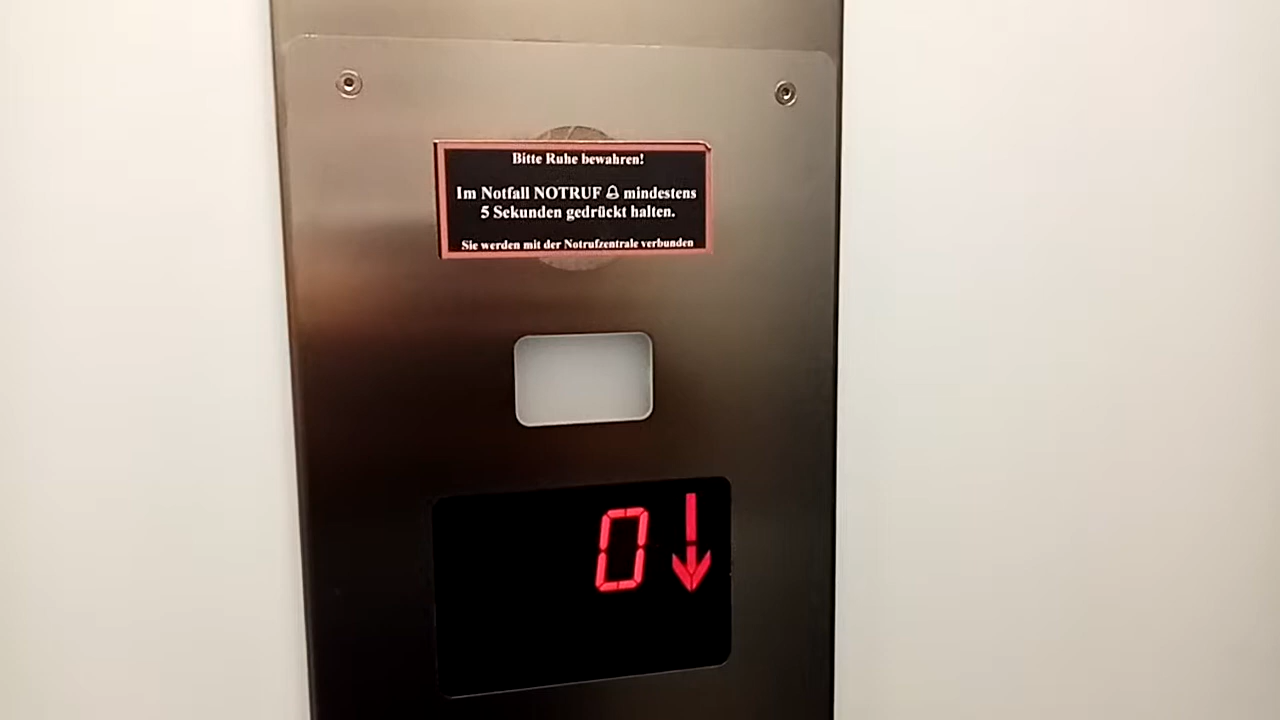 Bitte Ruhe bewahren!
Im Notfall NOTRUF 🔔 mindestens
5 Sekunden gedrückt halten.
Sie werden mit der Notrufzentrale verbunden
0↓